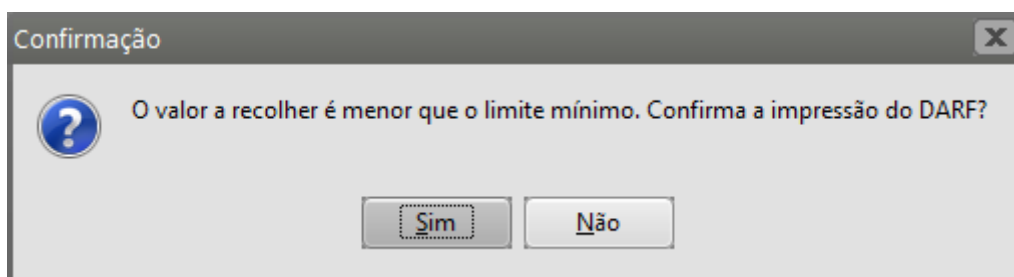 Confirmação
O valor a recolher é menor que o limite mínimo. Confirma a impressão do DARF?
Sim
Não